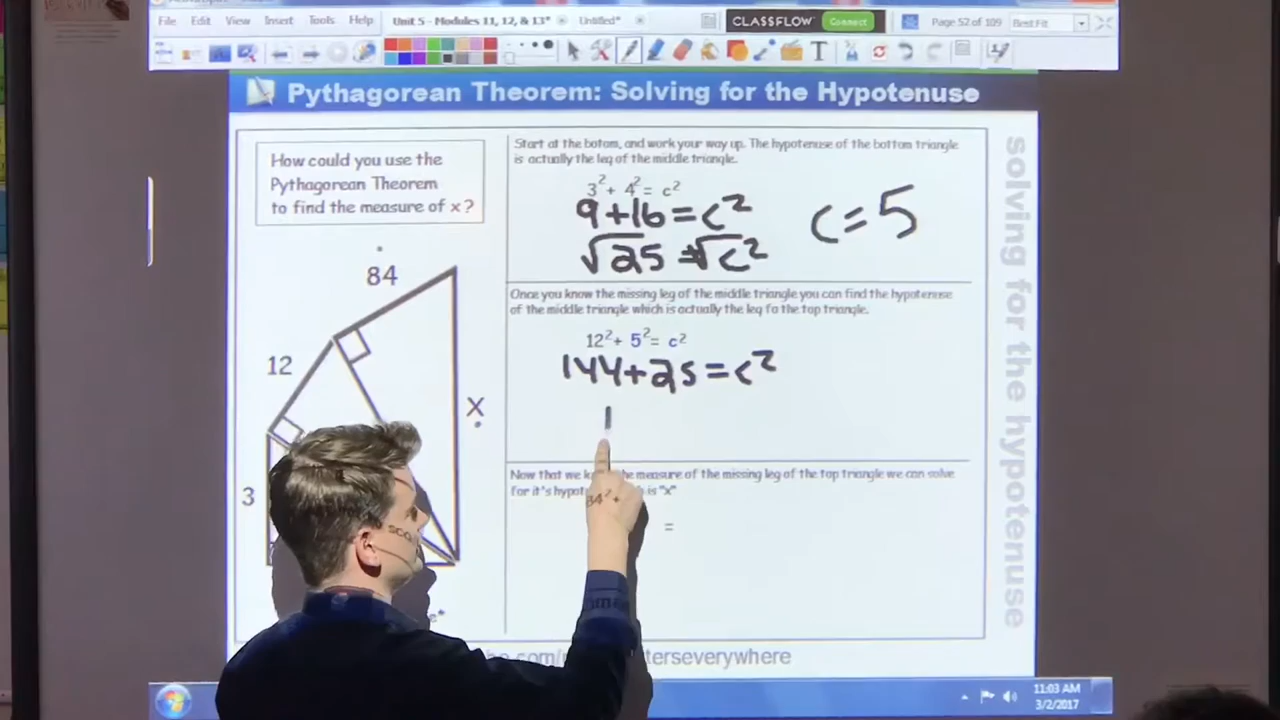 File Edit View Insert Tools Help Unit 5 - Modules 11, 12, & 13* Untitled* CLASSFLOW Connect Page 52 of 109 Best Fit
T
Pythagorean Theorem: Solving for the Hypotenuse
How could you use the
Pythagorean Theorem
to find the measure of x?
84
12
3
x
Start at the botom, and work your way up. The hypotenuse of the bottom triangle
is actually the leg of the middle triangle.
3²+ 4²= c²
9+16=c²
√25 =√c²
c=5
Once you know the missing leg of the middle triangle you can find the hypotenuse
of the middle triangle which is actually the leg fo the top triangle.
12²+ 5²= c²
144+25=c²
1
Now that we the measure of the missing leg of the top triangle we can solve
for it's is "x"
84²+
=
solving for the hypotenuse
11:03 AM
3/2/2017